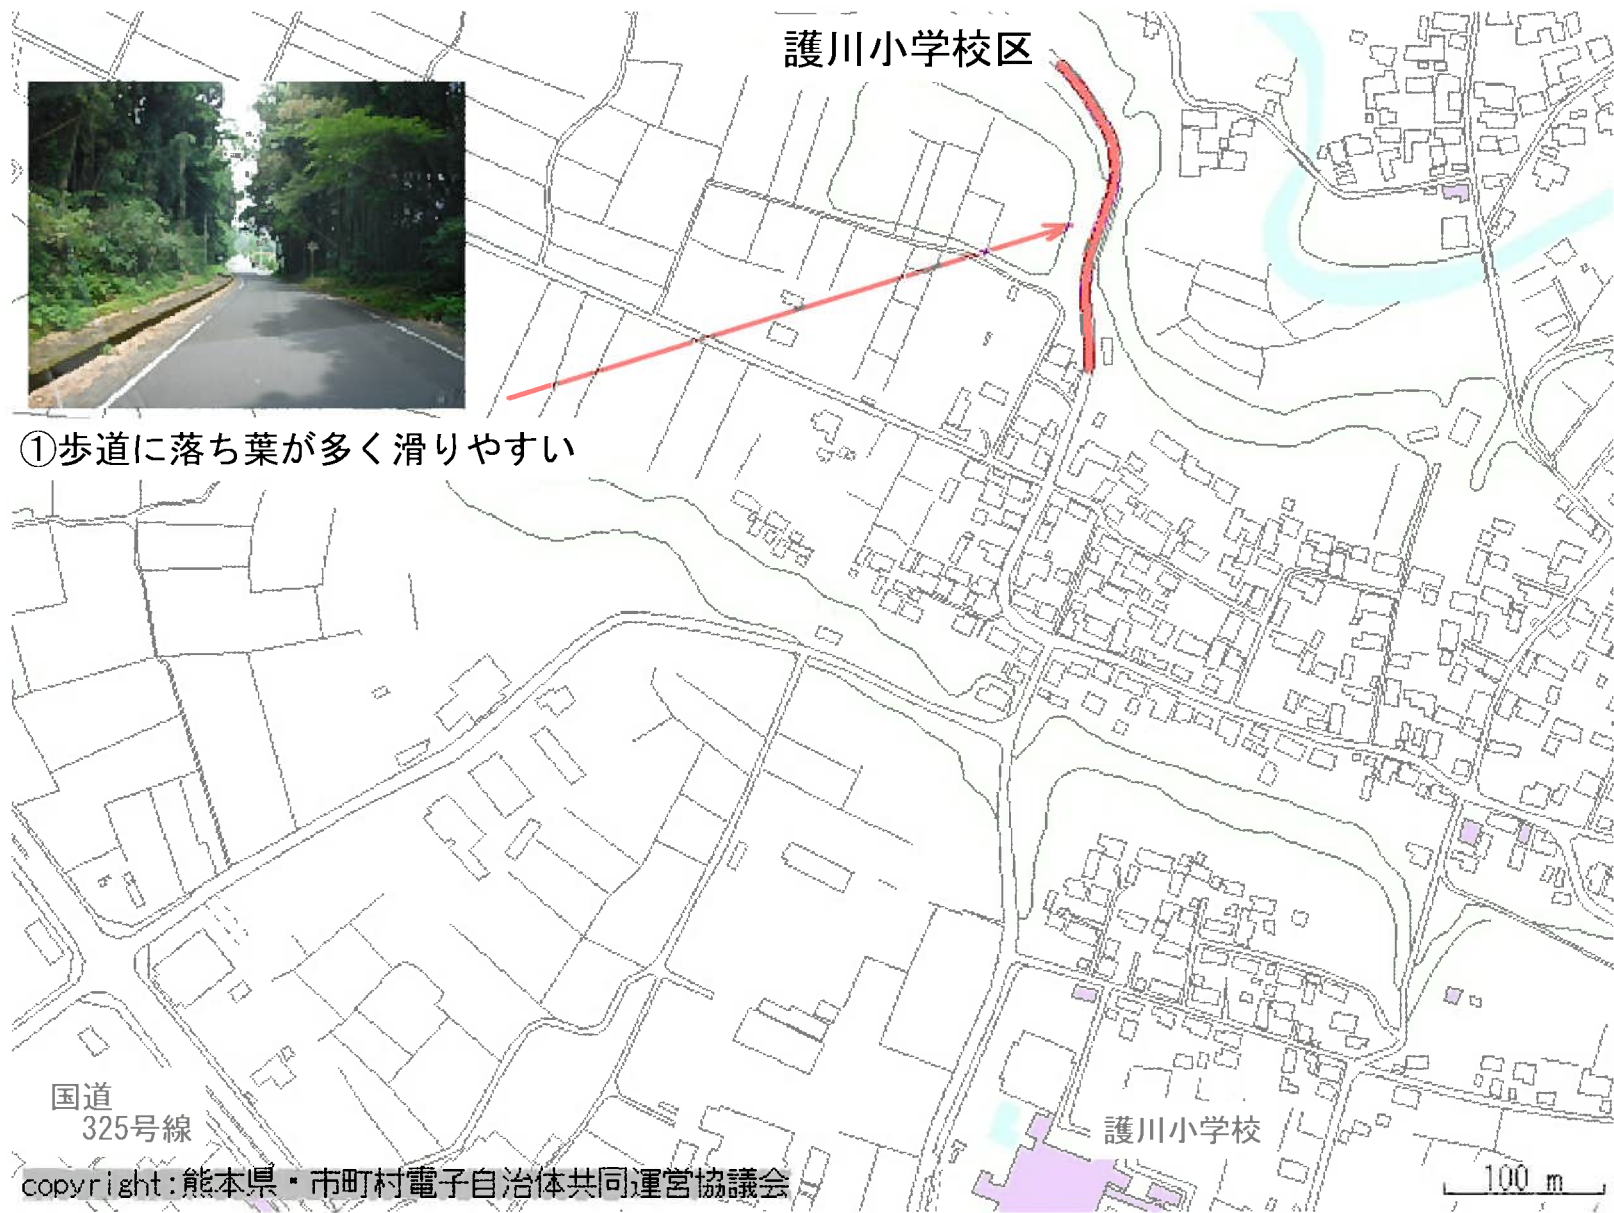 護川小学校区
①歩道に落ち葉が多く滑りやすい
国道
325号線
護川小学校
copyright:熊本県・市町村電子自治体共同運営協議会
100 m